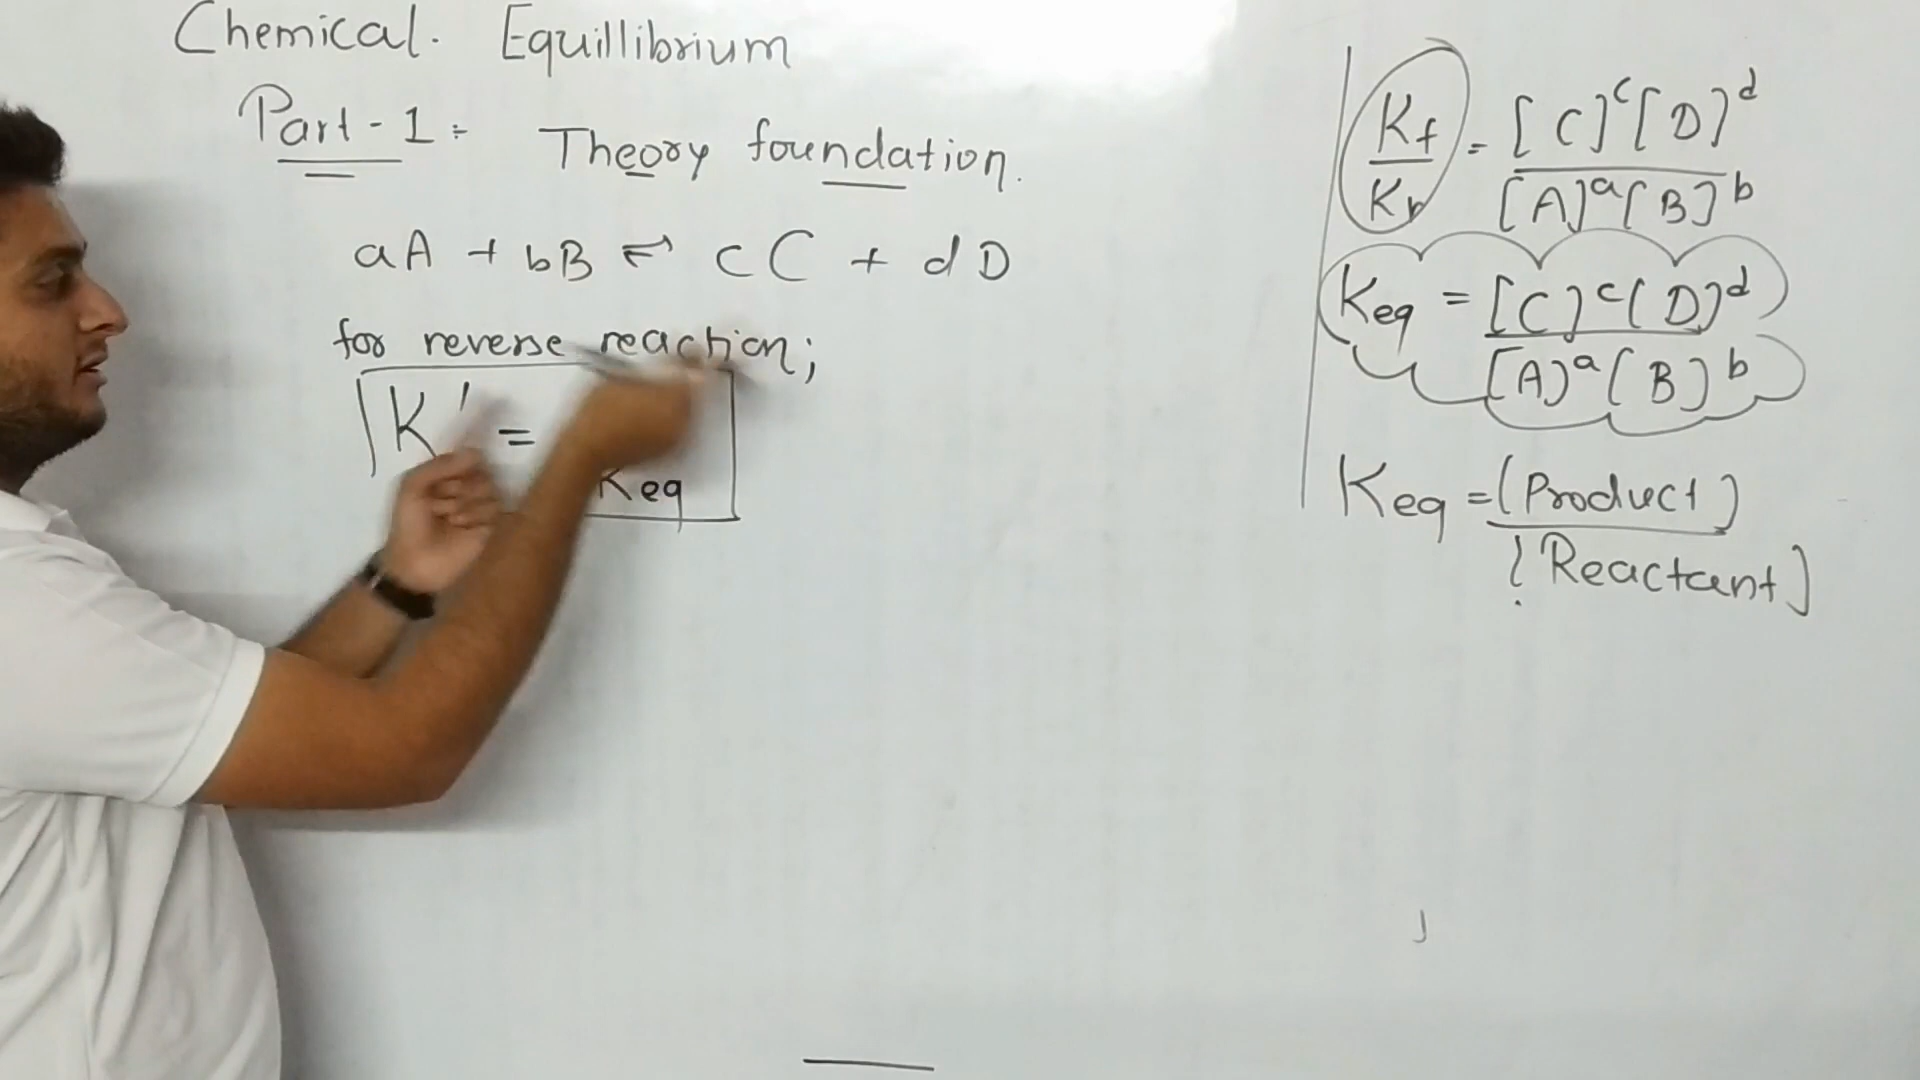 Chemical. Equillibrium
Part-1:
Theory foundation.
aA + bB ⇌ cC + dD
for reverse reaction;
K' =
Keq
Kf/Kr = [C]^c[D]^d
[A]^a[B]^b
Keq = [C]^c[D]^d
[A]^a[B]^b
Keq = [Product]
[Reactant]